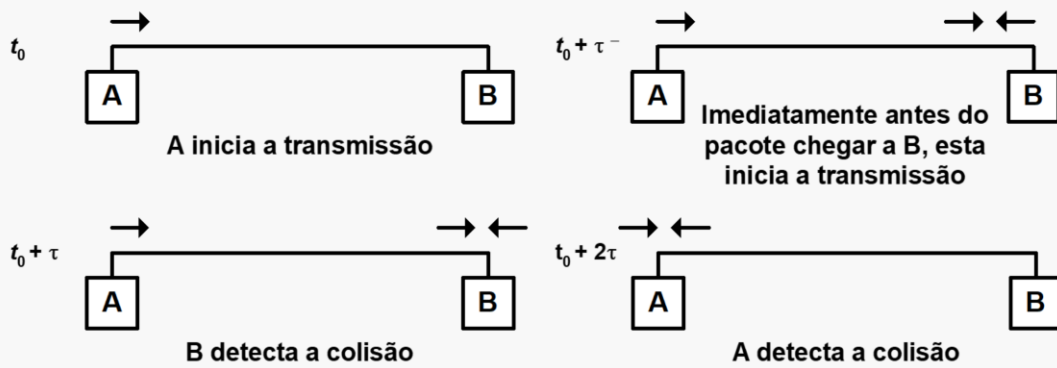 t₀
A
B
A inicia a transmissão
t₀ + τ⁻
A
B
Imediatamente antes do
pacote chegar a B, esta
inicia a transmissão
t₀ + τ
A
B
B detecta a colisão
t₀ + 2τ
A
B
A detecta a colisão